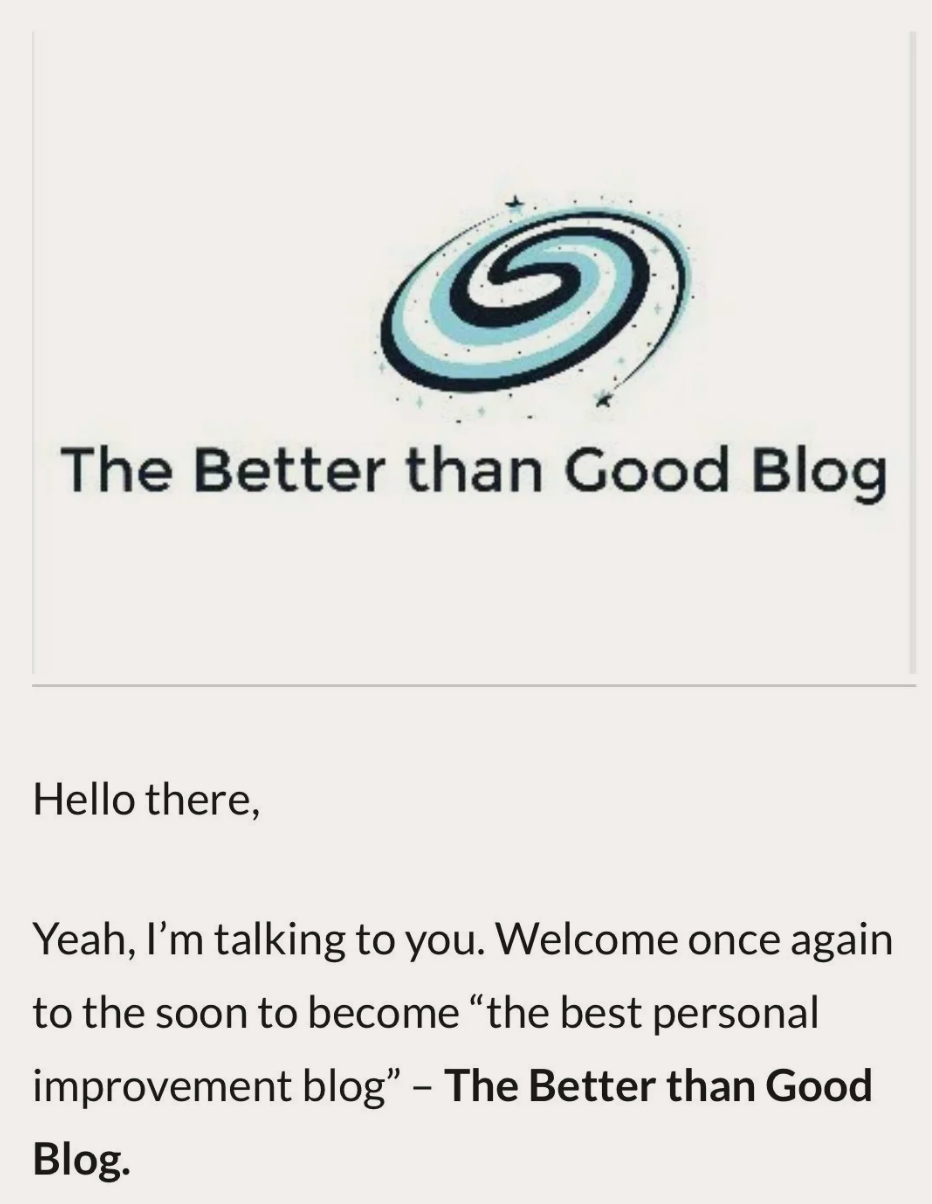 The Better than Good Blog
Hello there,
Yeah, I’m talking to you. Welcome once again
to the soon to become “the best personal
improvement blog” – The Better than Good
Blog.